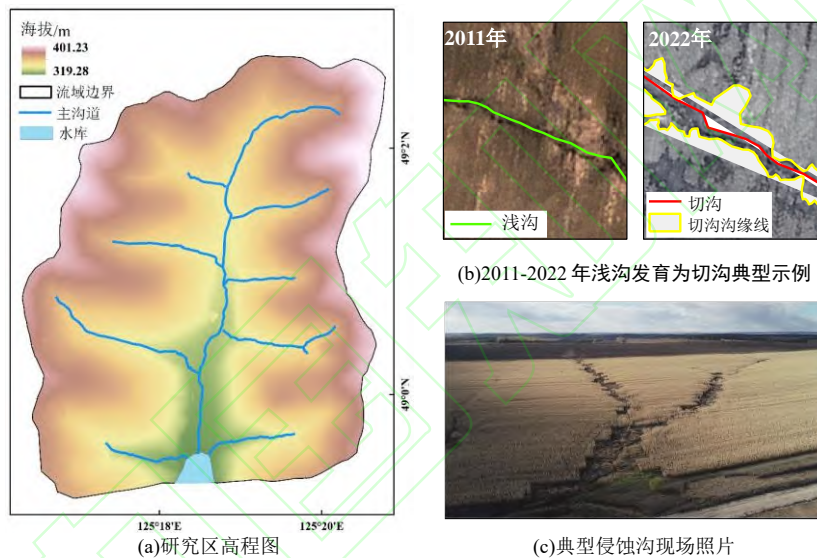 海拔/m
401.23
319.28
流域边界
主沟道
水库
49°2′N
49°0′N
125°18′E
125°20′E
(a)研究区高程图
2011年
浅沟
2022年
切沟
切沟沟缘线
(b)2011-2022 年浅沟发育为切沟典型示例
(c)典型侵蚀沟现场照片